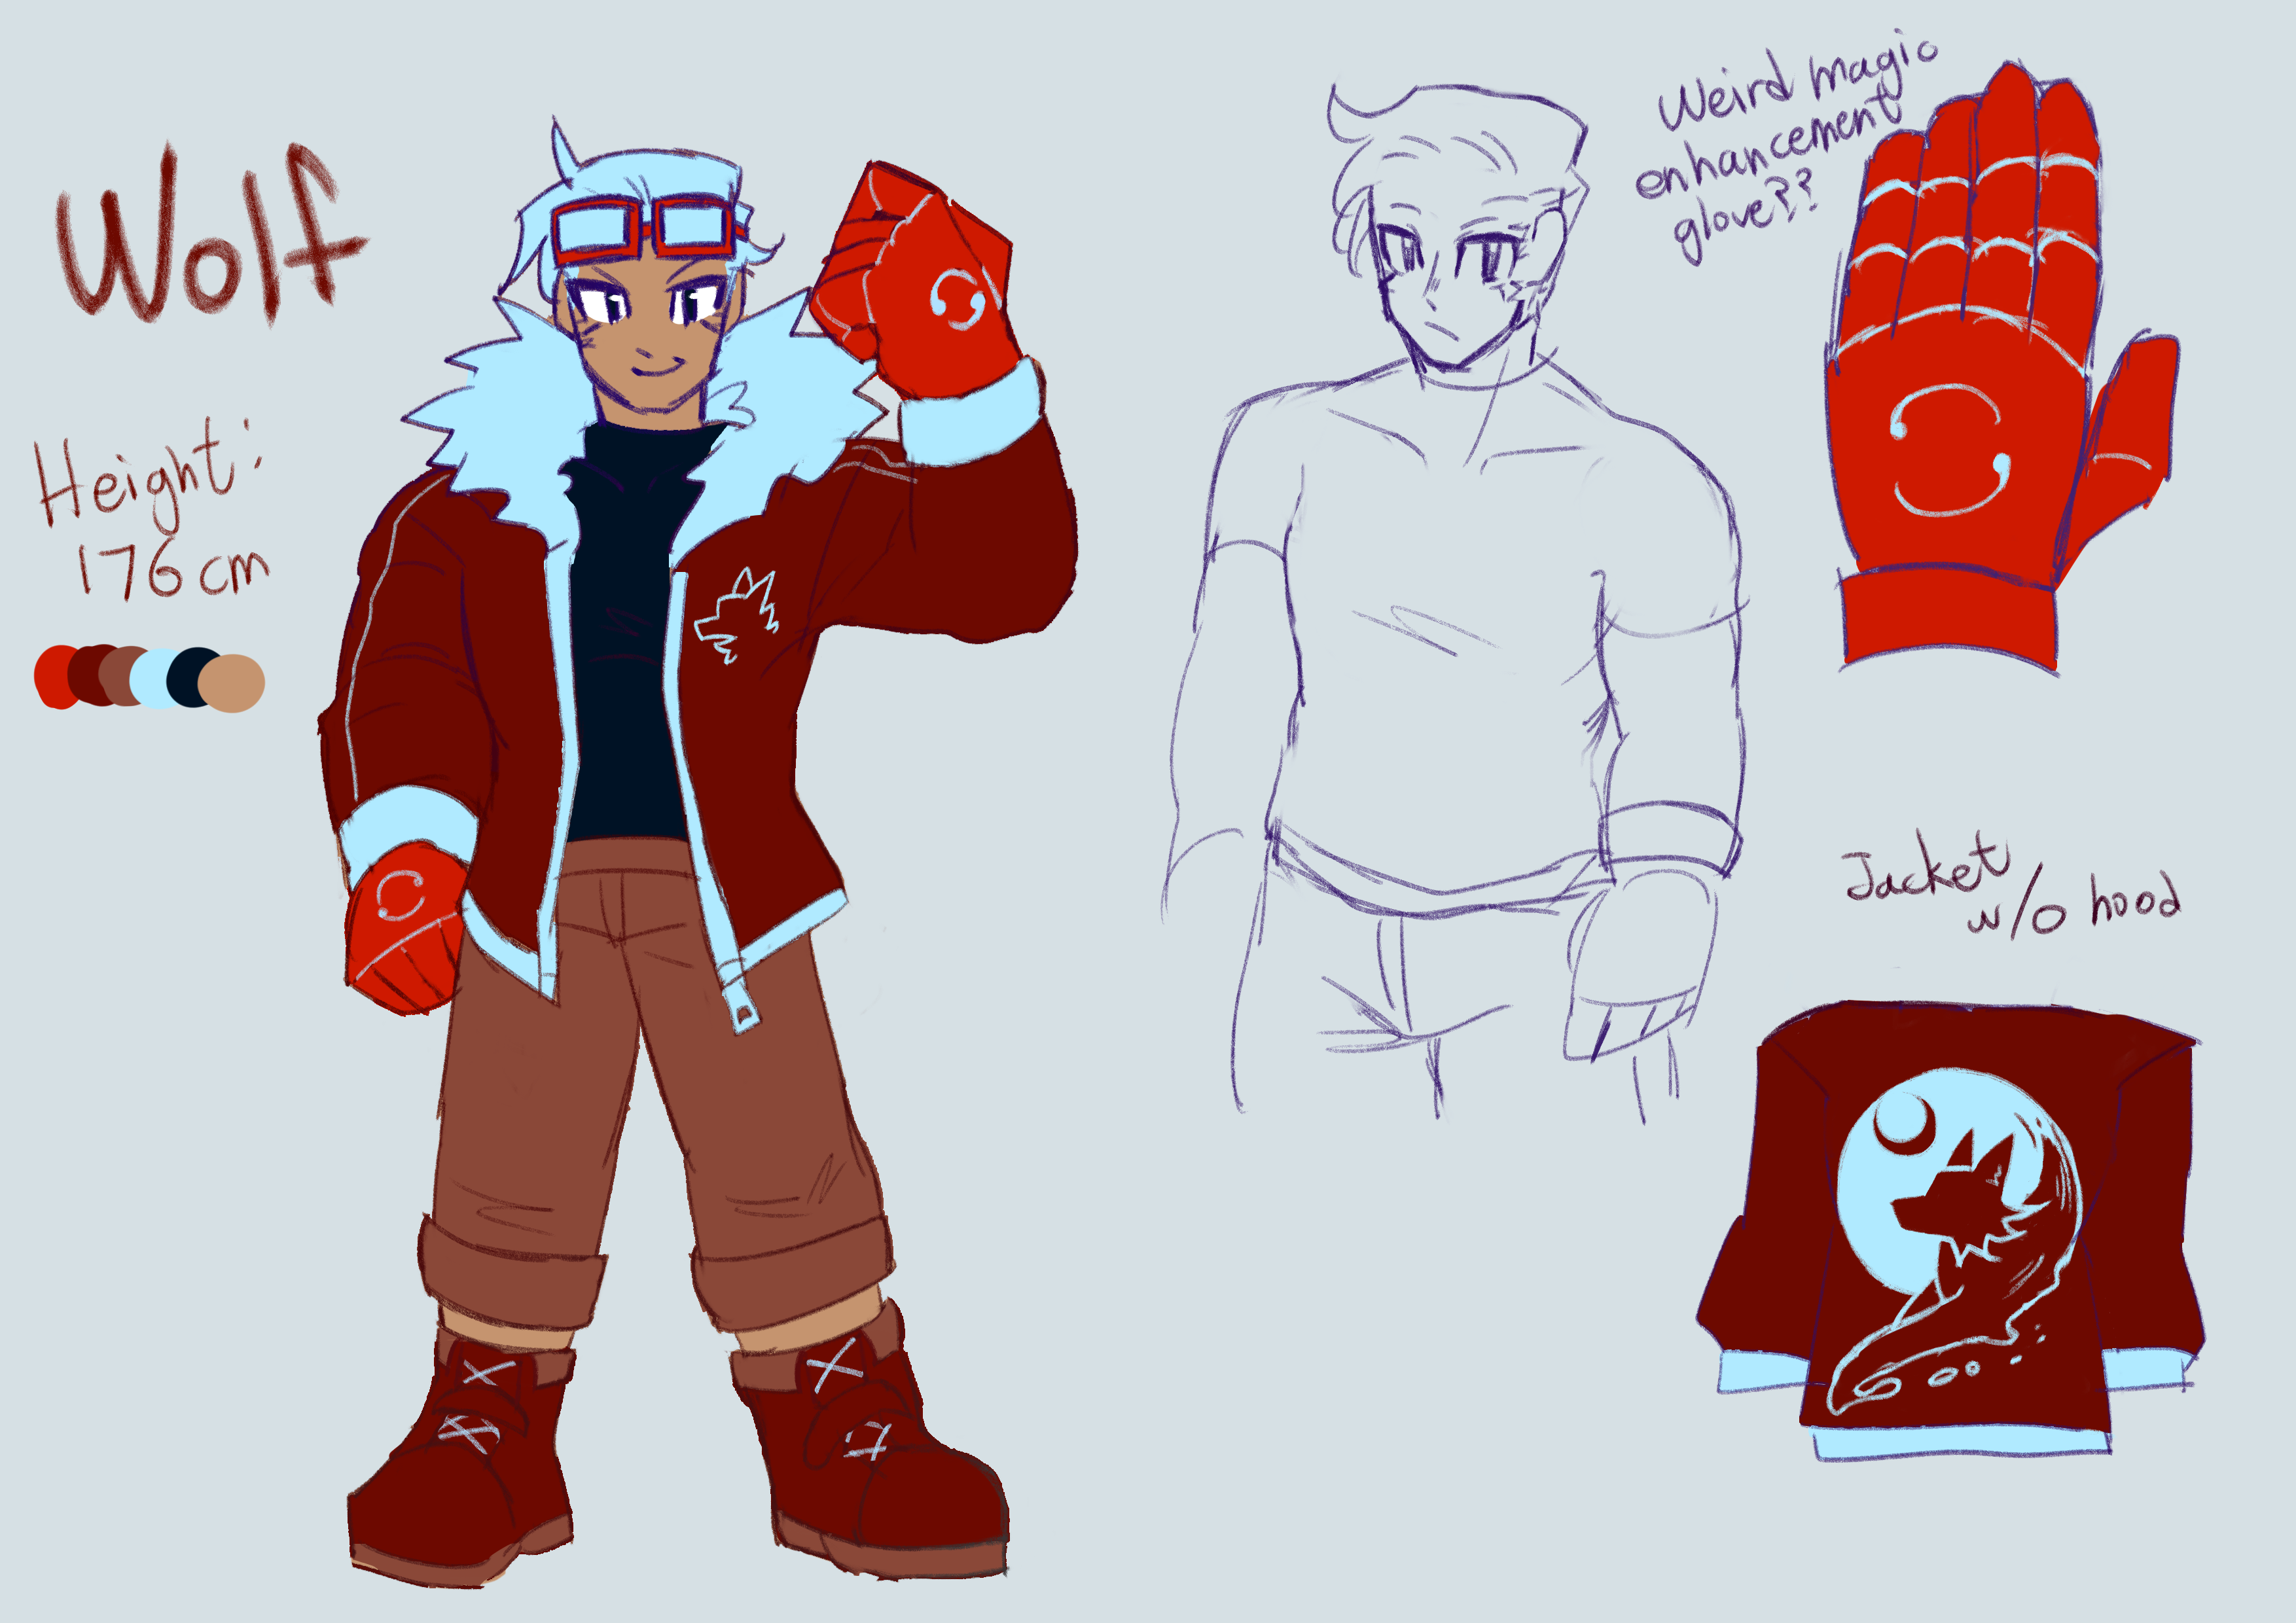 Wolf
Height:
176 cm
Weird magic
enhancement
glove??
Jacket
w/o hood